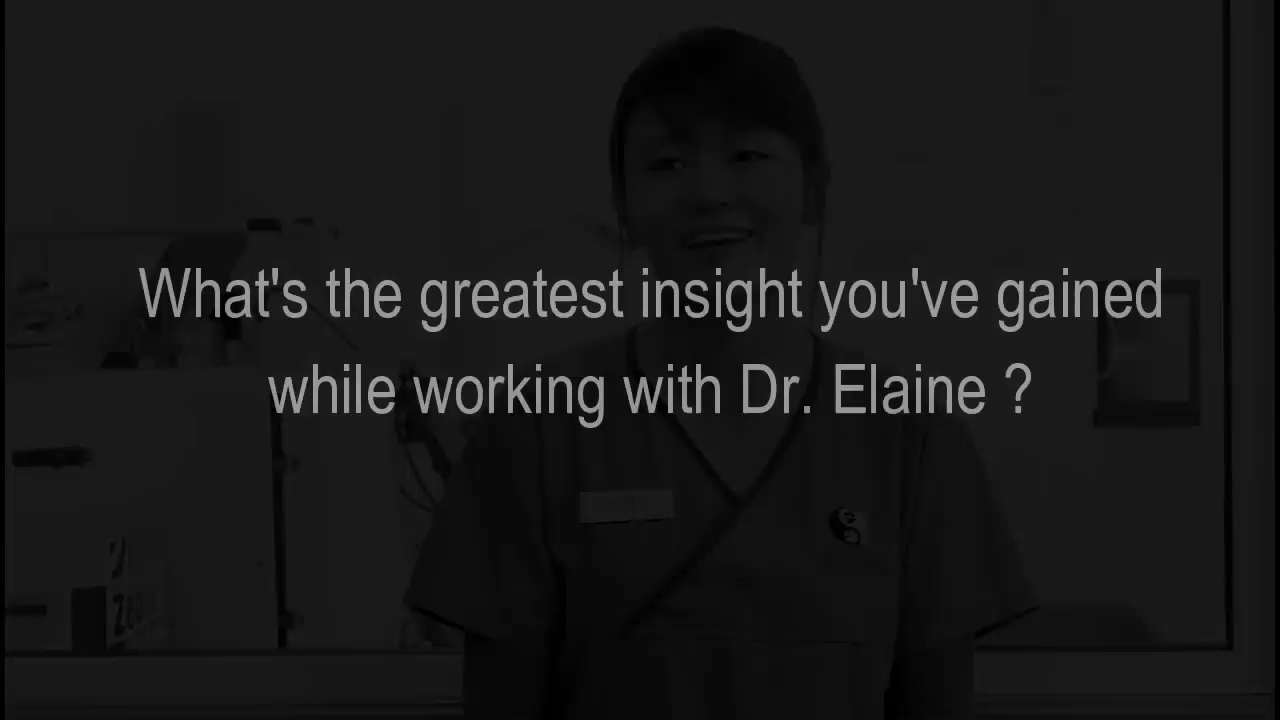 What's the greatest insight you've gained
while working with Dr. Elaine ?